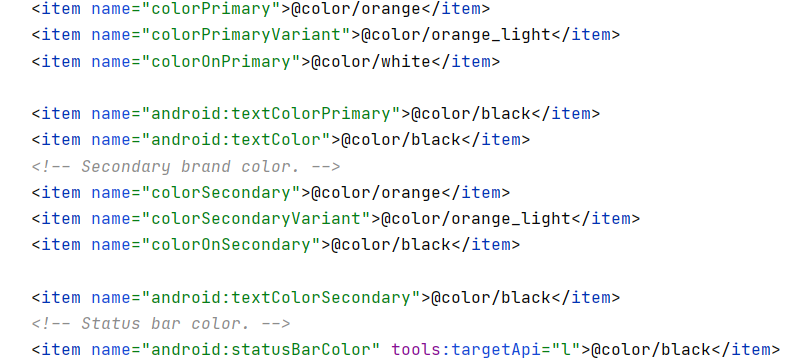 <item name="colorPrimary">@color/orange</item>
<item name="colorPrimaryVariant">@color/orange_light</item>
<item name="colorOnPrimary">@color/white</item>
<item name="android:textColorPrimary">@color/black</item>
<item name="android:textColor">@color/black</item>
<!-- Secondary brand color. -->
<item name="colorSecondary">@color/orange</item>
<item name="colorSecondaryVariant">@color/orange_light</item>
<item name="colorOnSecondary">@color/black</item>
<item name="android:textColorSecondary">@color/black</item>
<!-- Status bar color. -->
<item name="android:statusBarColor" tools:targetApi="l">@color/black</item>